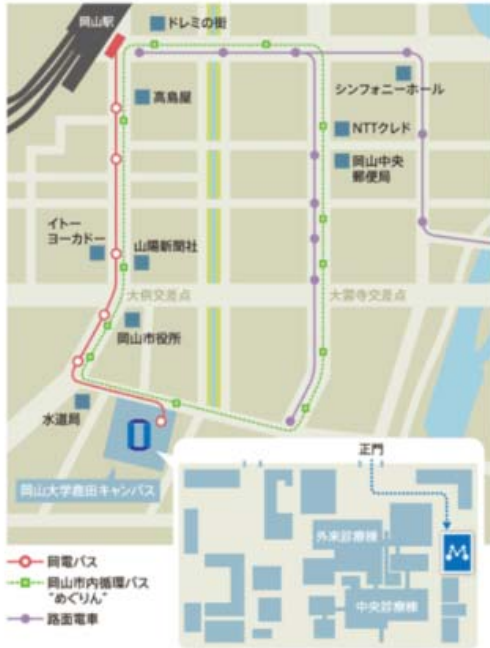 岡山駅
ドレミの街
シンフォニーホール
高島屋
NTTクレド
岡山中央
郵便局
イトー
ヨーカドー
山陽新聞社
大供交差点
大雲寺交差点
岡山市役所
水道局
岡山大学鹿田キャンパス
正門
外来診療棟
中央診療棟
岡電バス
岡山市内循環バス
"めぐりん"
路面電車